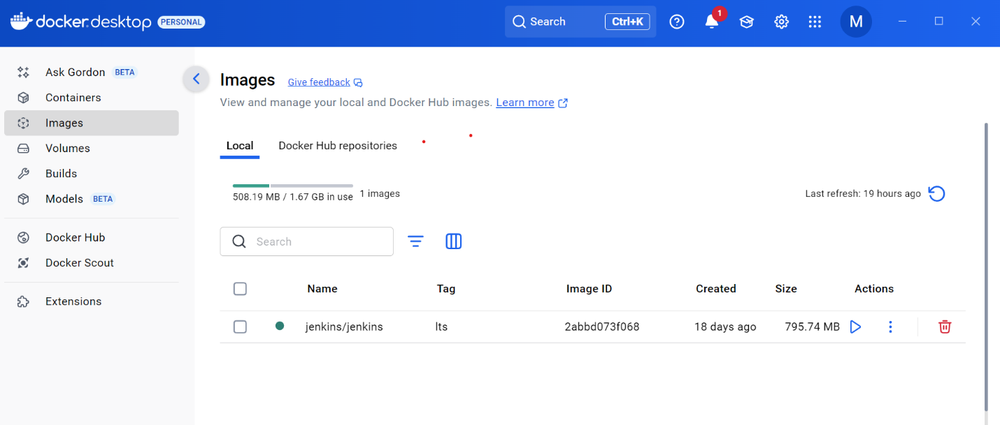 docker.desktop PERSONAL Search Ctrl+K 1 M
Ask Gordon BETA
Containers
Images
Volumes
Builds
Models BETA
Docker Hub
Docker Scout
Extensions
Images Give feedback
View and manage your local and Docker Hub images. Learn more
Local Docker Hub repositories
508.19 MB / 1.67 GB in use 1 images Last refresh: 19 hours ago
Search
Name Tag Image ID Created Size Actions
jenkins/jenkins lts 2abbd073f068 18 days ago 795.74 MB